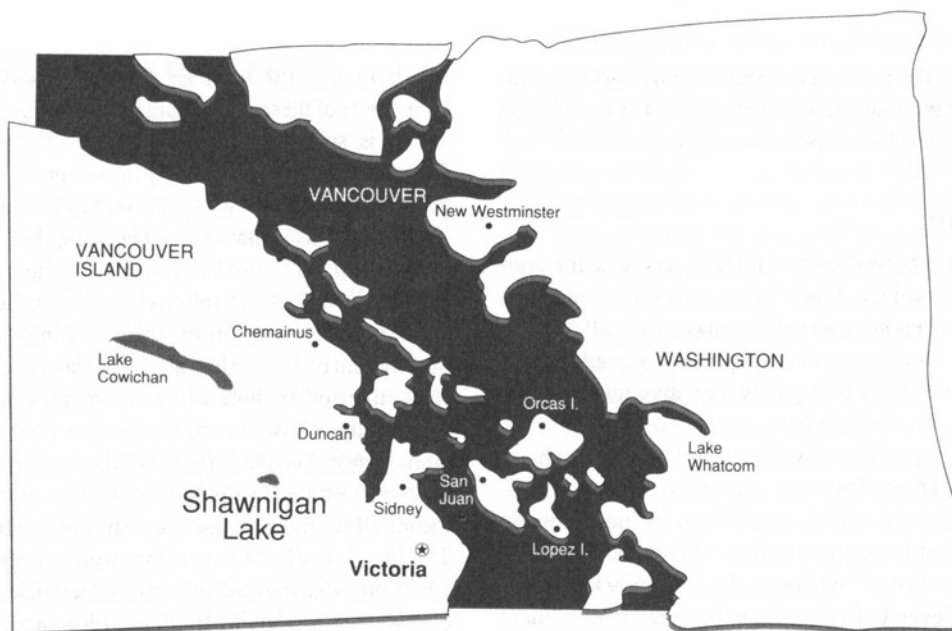 VANCOUVER
New Westminster
VANCOUVER
ISLAND
Chemainus
WASHINGTON
Lake
Cowichan
Orcas I.
Duncan
Lake
Whatcom
San
Juan
Shawnigan
Lake
Sidney
Lopez I.
Victoria